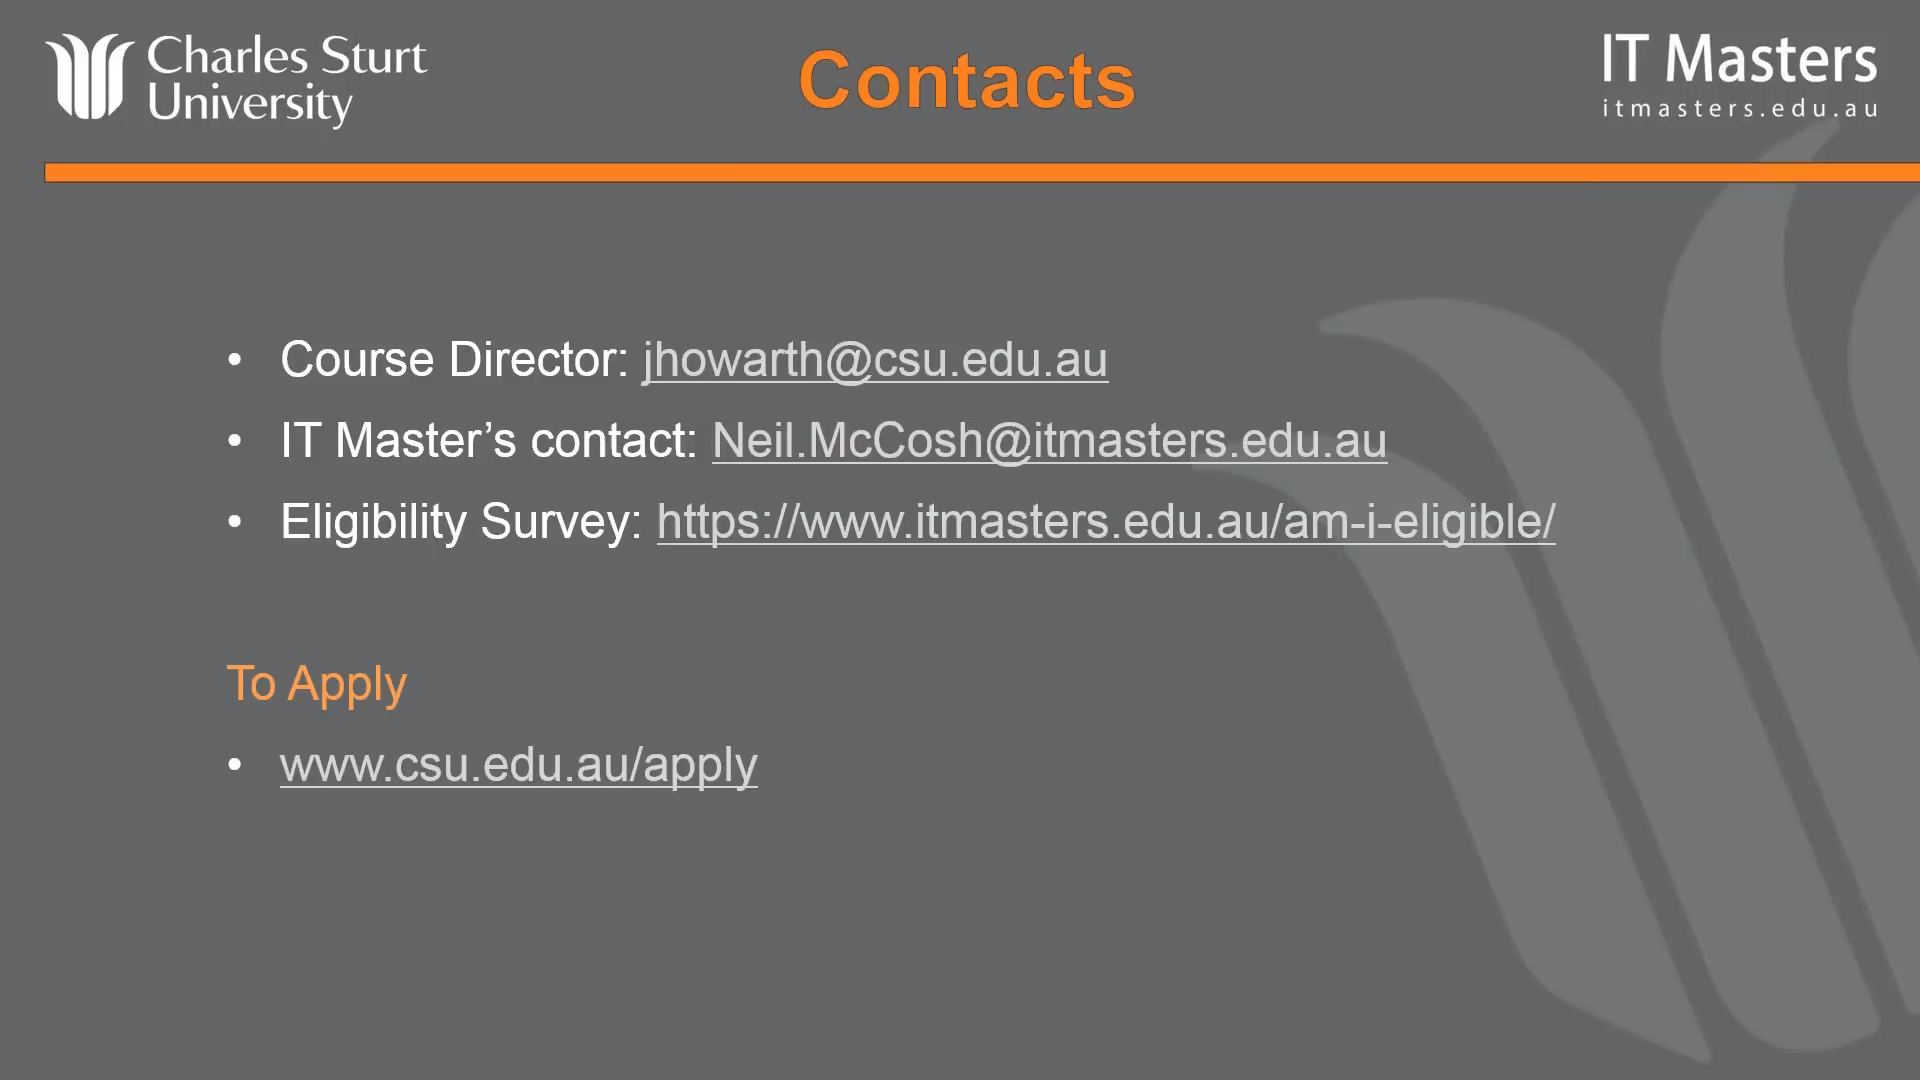 Charles Sturt
University
Contacts
IT Masters
itmasters.edu.au
• Course Director: jhowarth@csu.edu.au
• IT Master’s contact: Neil.McCosh@itmasters.edu.au
• Eligibility Survey: https://www.itmasters.edu.au/am-i-eligible/
To Apply
• www.csu.edu.au/apply